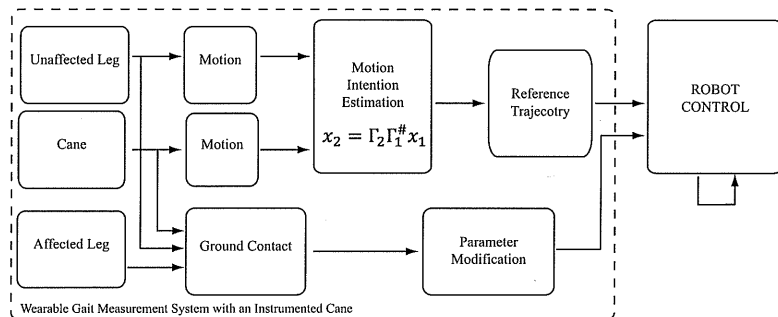 Unaffected Leg
Motion
Motion
Intention
Estimation
x₂ = Γ₂Γ₁^# x₁
Reference
Trajecotry
ROBOT
CONTROL
Cane
Motion
Affected Leg
Ground Contact
Parameter
Modification
Wearable Gait Measurement System with an Instrumented Cane